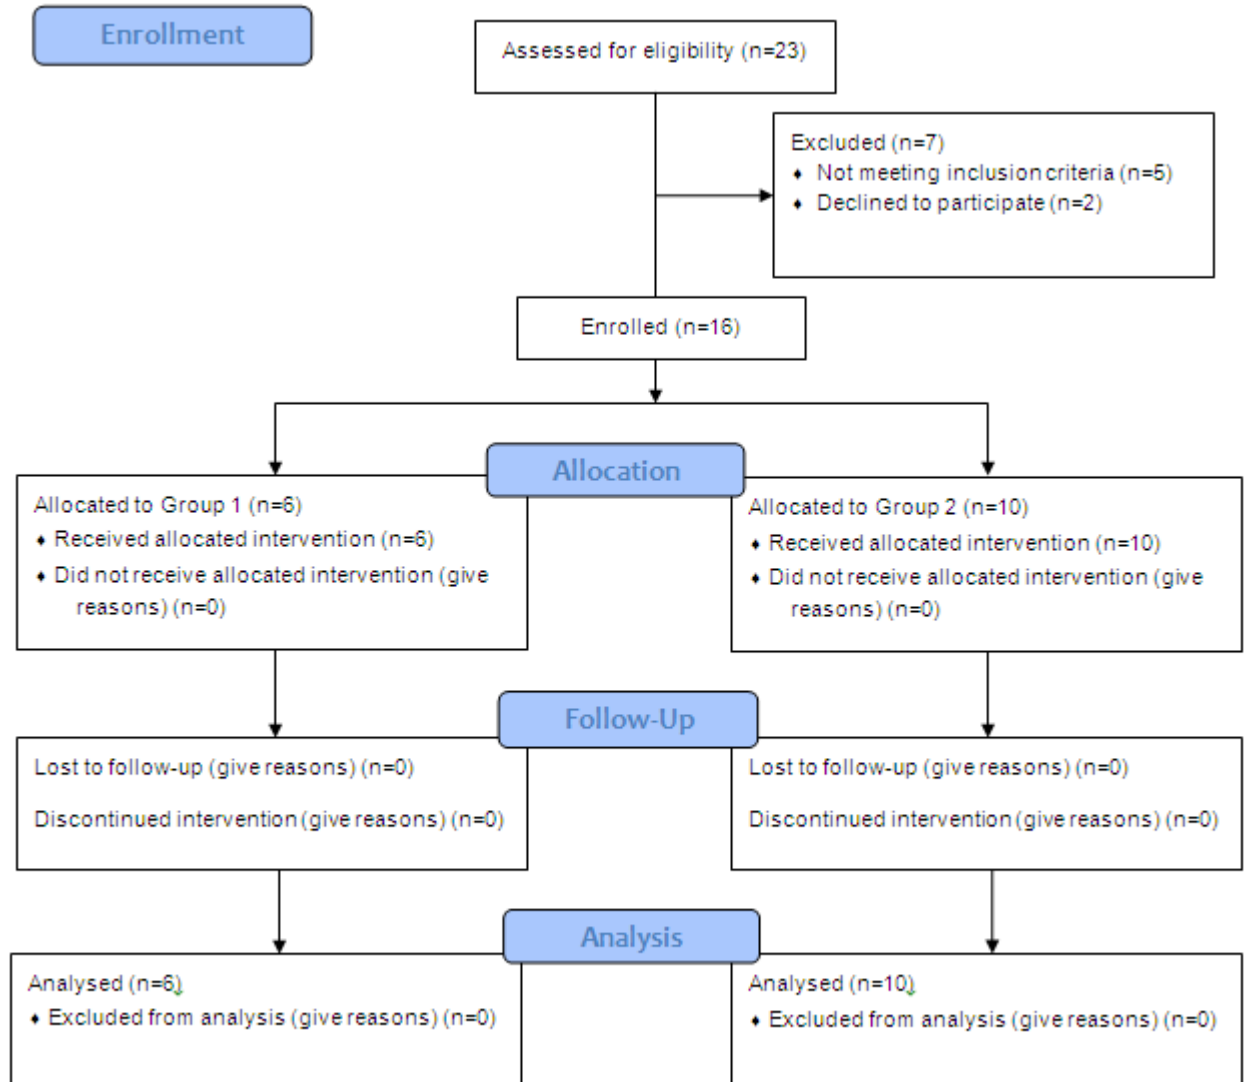 Enrollment
Assessed for eligibility (n=23)
Excluded (n=7)
♦ Not meeting inclusion criteria (n=5)
♦ Declined to participate (n=2)
Enrolled (n=16)
Allocation
Allocated to Group 1 (n=6)
♦ Received allocated intervention (n=6)
♦ Did not receive allocated intervention (give
reasons) (n=0)
Allocated to Group 2 (n=10)
♦ Received allocated intervention (n=10)
♦ Did not receive allocated intervention (give
reasons) (n=0)
Follow-Up
Lost to follow-up (give reasons) (n=0)
Discontinued intervention (give reasons) (n=0)
Lost to follow-up (give reasons) (n=0)
Discontinued intervention (give reasons) (n=0)
Analysis
Analysed (n=6)
♦ Excluded from analysis (give reasons) (n=0)
Analysed (n=10)
♦ Excluded from analysis (give reasons) (n=0)